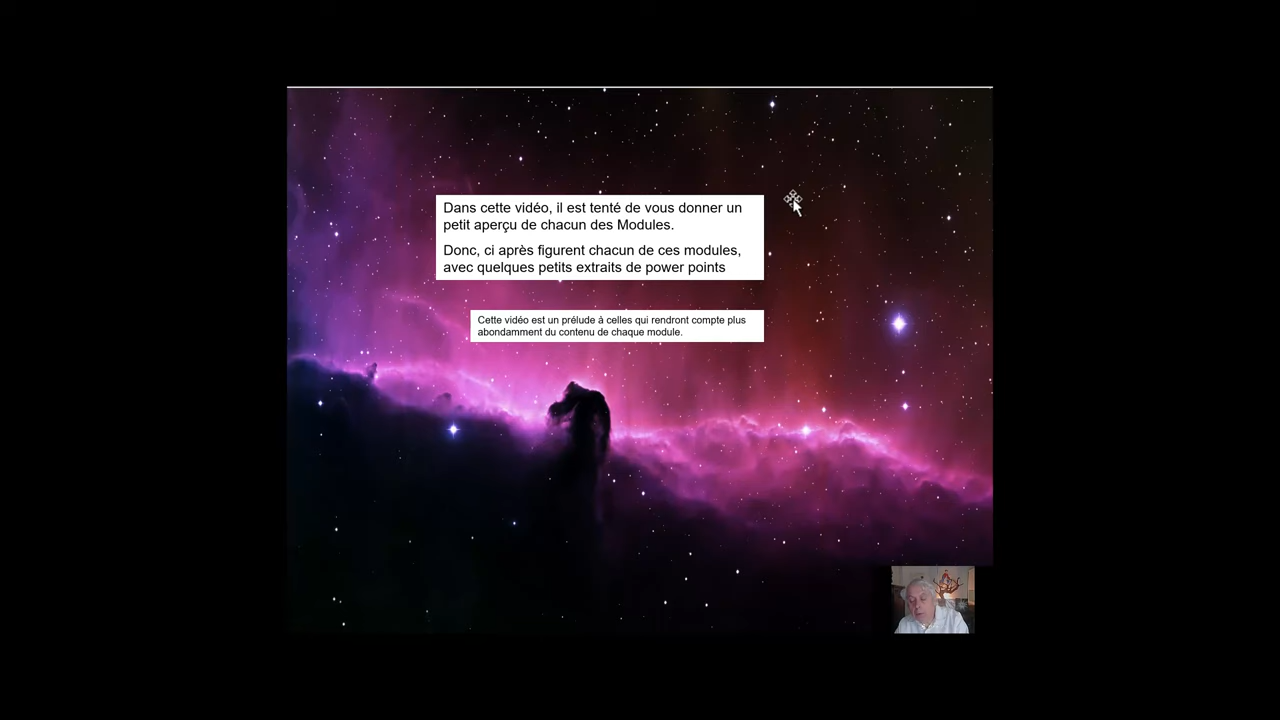 Dans cette vidéo, il est tenté de vous donner un
petit aperçu de chacun des Modules.
Donc, ci après figurent chacun de ces modules,
avec quelques petits extraits de power points
Cette vidéo est un prélude à celles qui rendront compte plus
abondamment du contenu de chaque module.